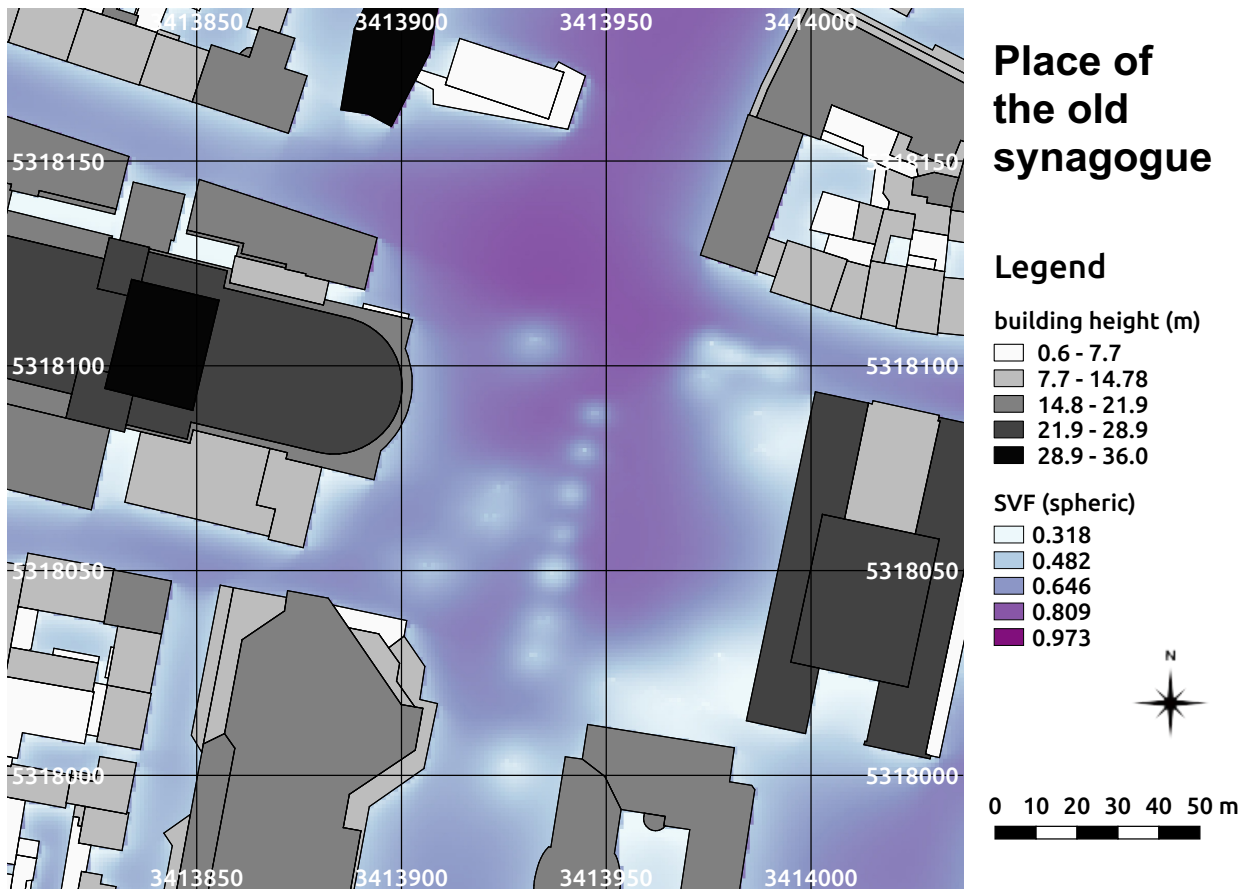 3413850 3413900 3413950 3414000
5318150 5318150
5318100 5318100
5318050 5318050
5318000 5318000
3413850 3413900 3413950 3414000
Place of
the old
synagogue
Legend
building height (m)
0.6 - 7.7
7.7 - 14.78
14.8 - 21.9
21.9 - 28.9
28.9 - 36.0
SVF (spheric)
0.318
0.482
0.646
0.809
0.973
N
0 10 20 30 40 50 m